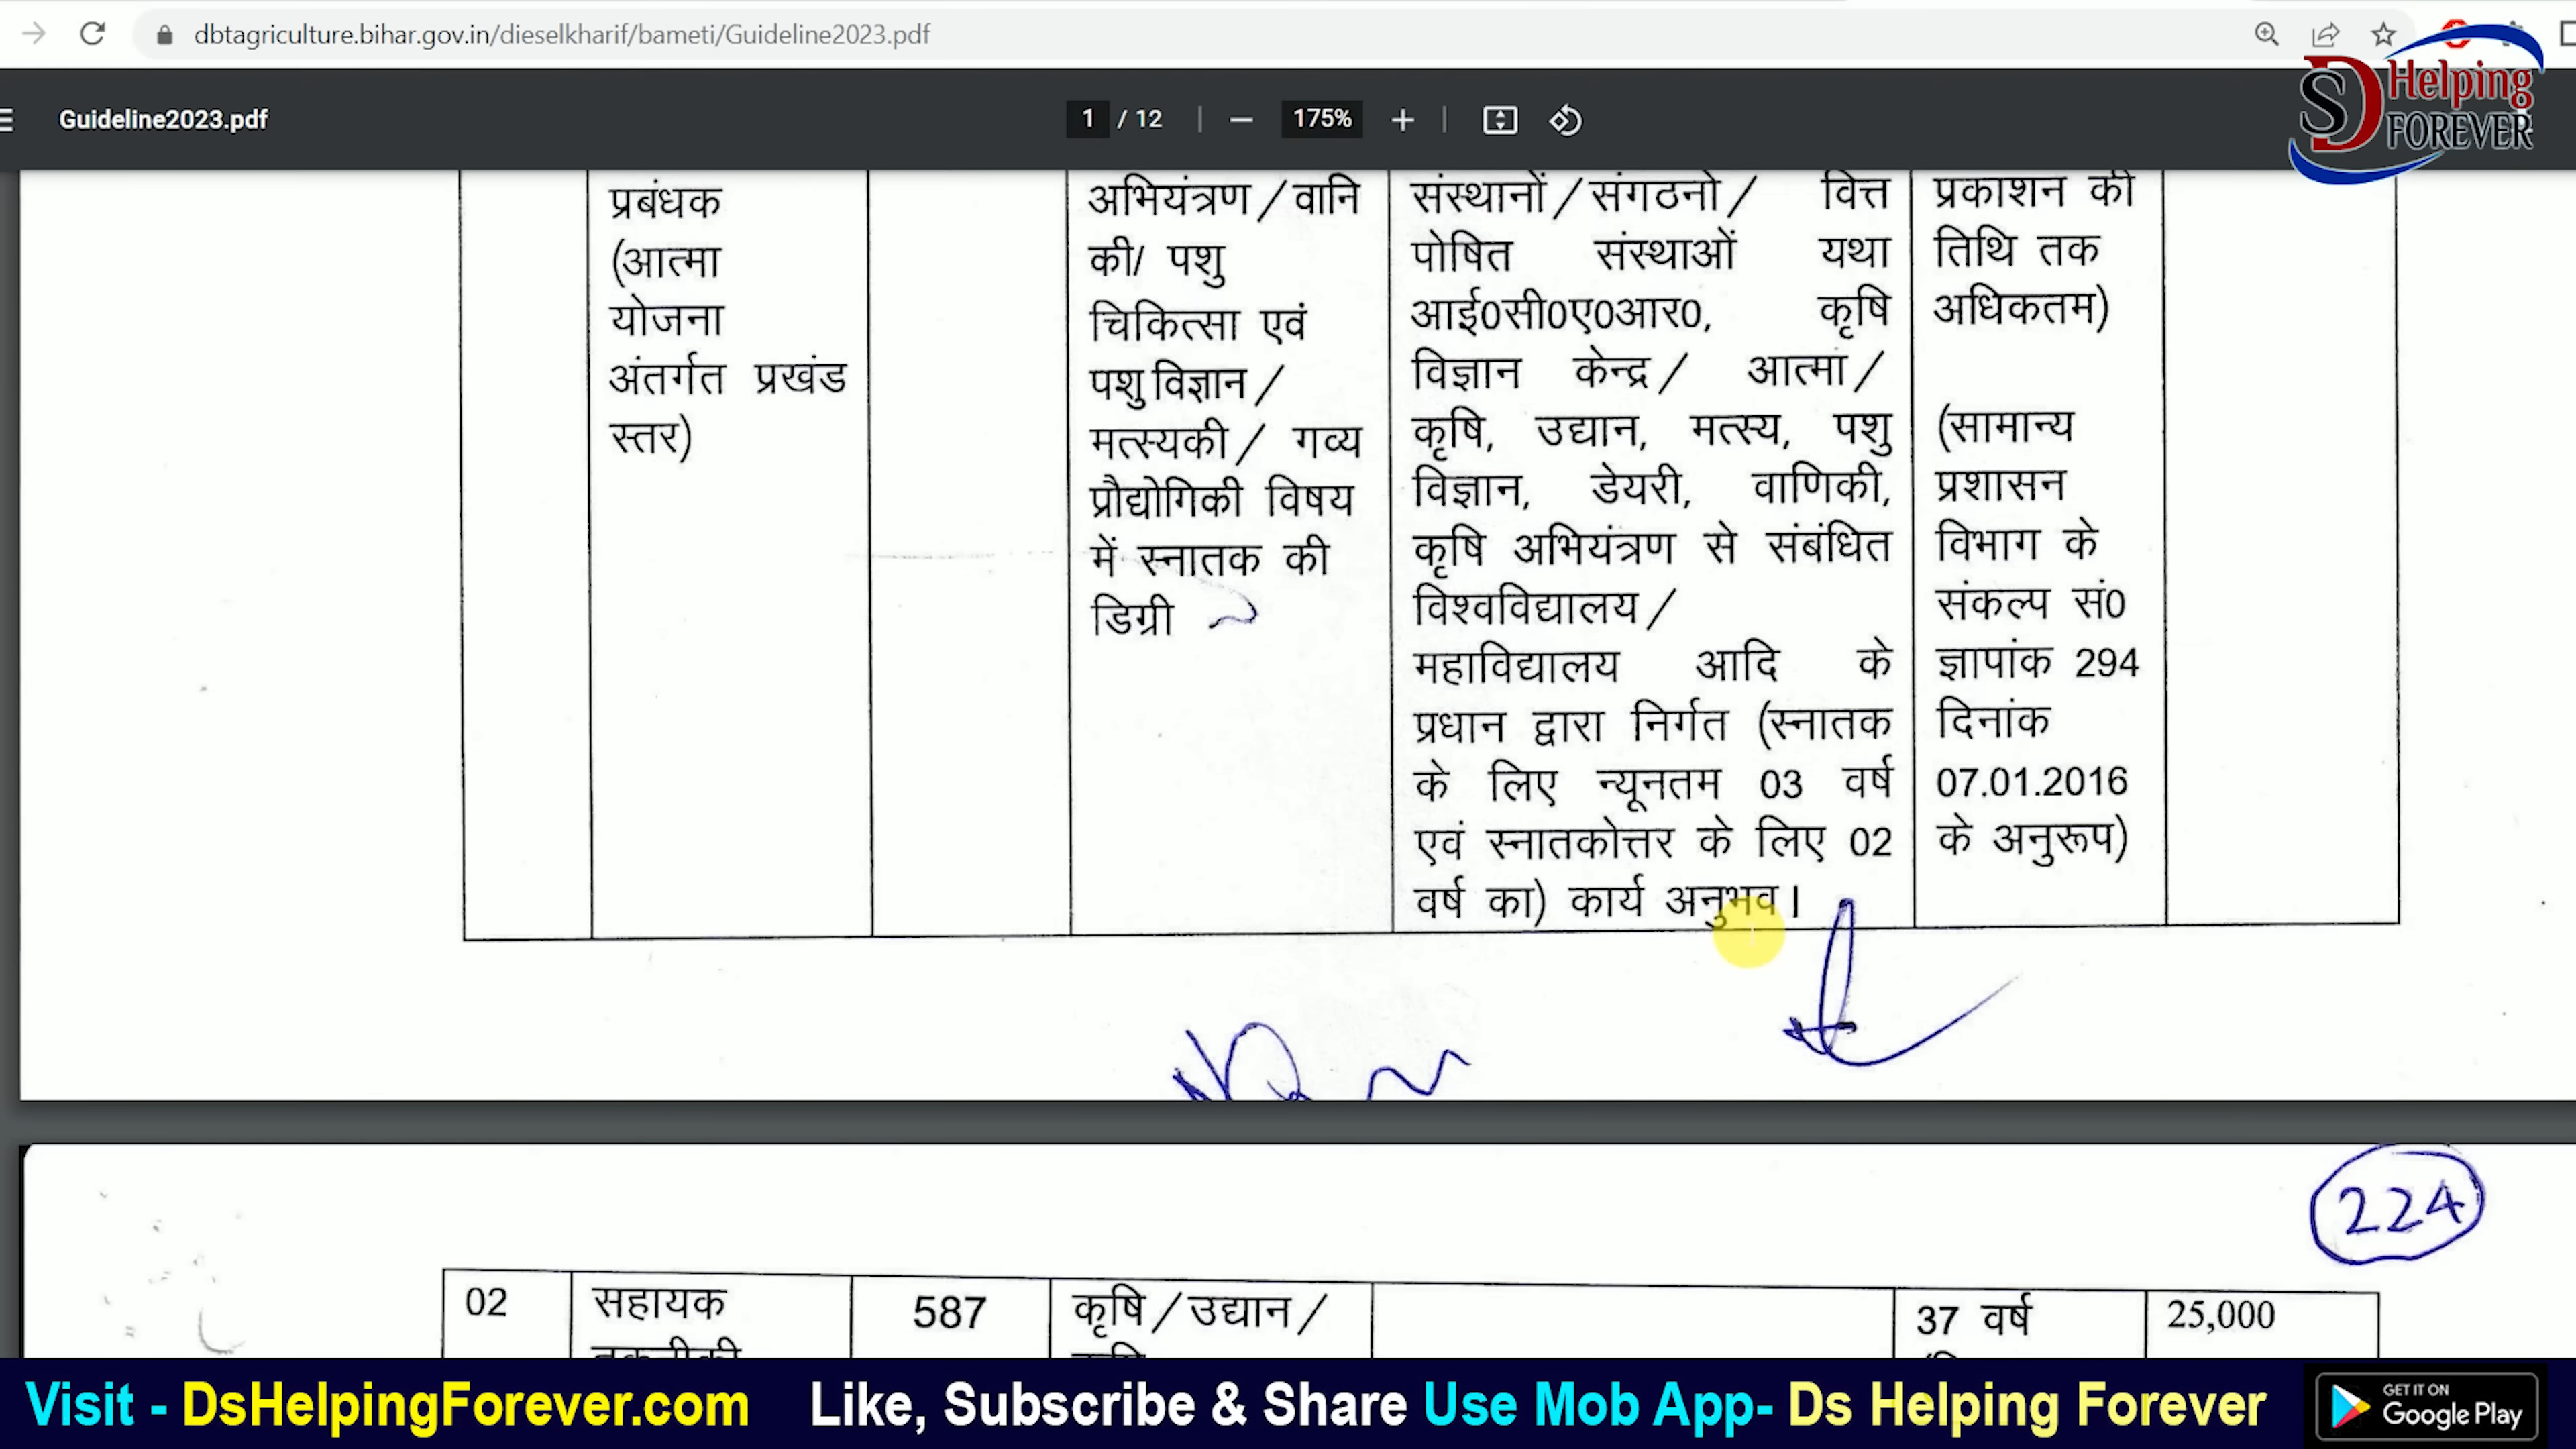 dbtagriculture.bihar.gov.in/dieselkharif/bameti/Guideline2023.pdf
SD Helping
FOREVER
Guideline2023.pdf
1 / 12
175%
प्रबंधक
(आत्मा
योजना
अंतर्गत प्रखंड
स्तर)
अभियंत्रण/वानि
की/ पशु
चिकित्सा एवं
पशु विज्ञान/
मत्स्यकी/ गव्य
प्रौद्योगिकी विषय
में स्नातक की
डिग्री
संस्थानों/संगठनो/ वित्त
पोषित संस्थाओं यथा
आई0सी0ए0आर0, कृषि
विज्ञान केन्द्र/ आत्मा/
कृषि, उद्यान, मत्स्य, पशु
विज्ञान, डेयरी, वाणिकी,
कृषि अभियंत्रण से संबंधित
विश्वविद्यालय/
महाविद्यालय आदि के
प्रधान द्वारा निर्गत (स्नातक
के लिए न्यूनतम 03 वर्ष
एवं स्नातकोत्तर के लिए 02
वर्ष का) कार्य अनुभव।
प्रकाशन की
तिथि तक
अधिकतम)
(सामान्य
प्रशासन
विभाग के
संकल्प सं0
ज्ञापांक 294
दिनांक
07.01.2016
के अनुरूप)
224
02
सहायक
587
कृषि/उद्यान/
37 वर्ष
25,000
Visit - DsHelpingForever.com Like, Subscribe & Share Use Mob App- Ds Helping Forever
GET IT ON
Google Play